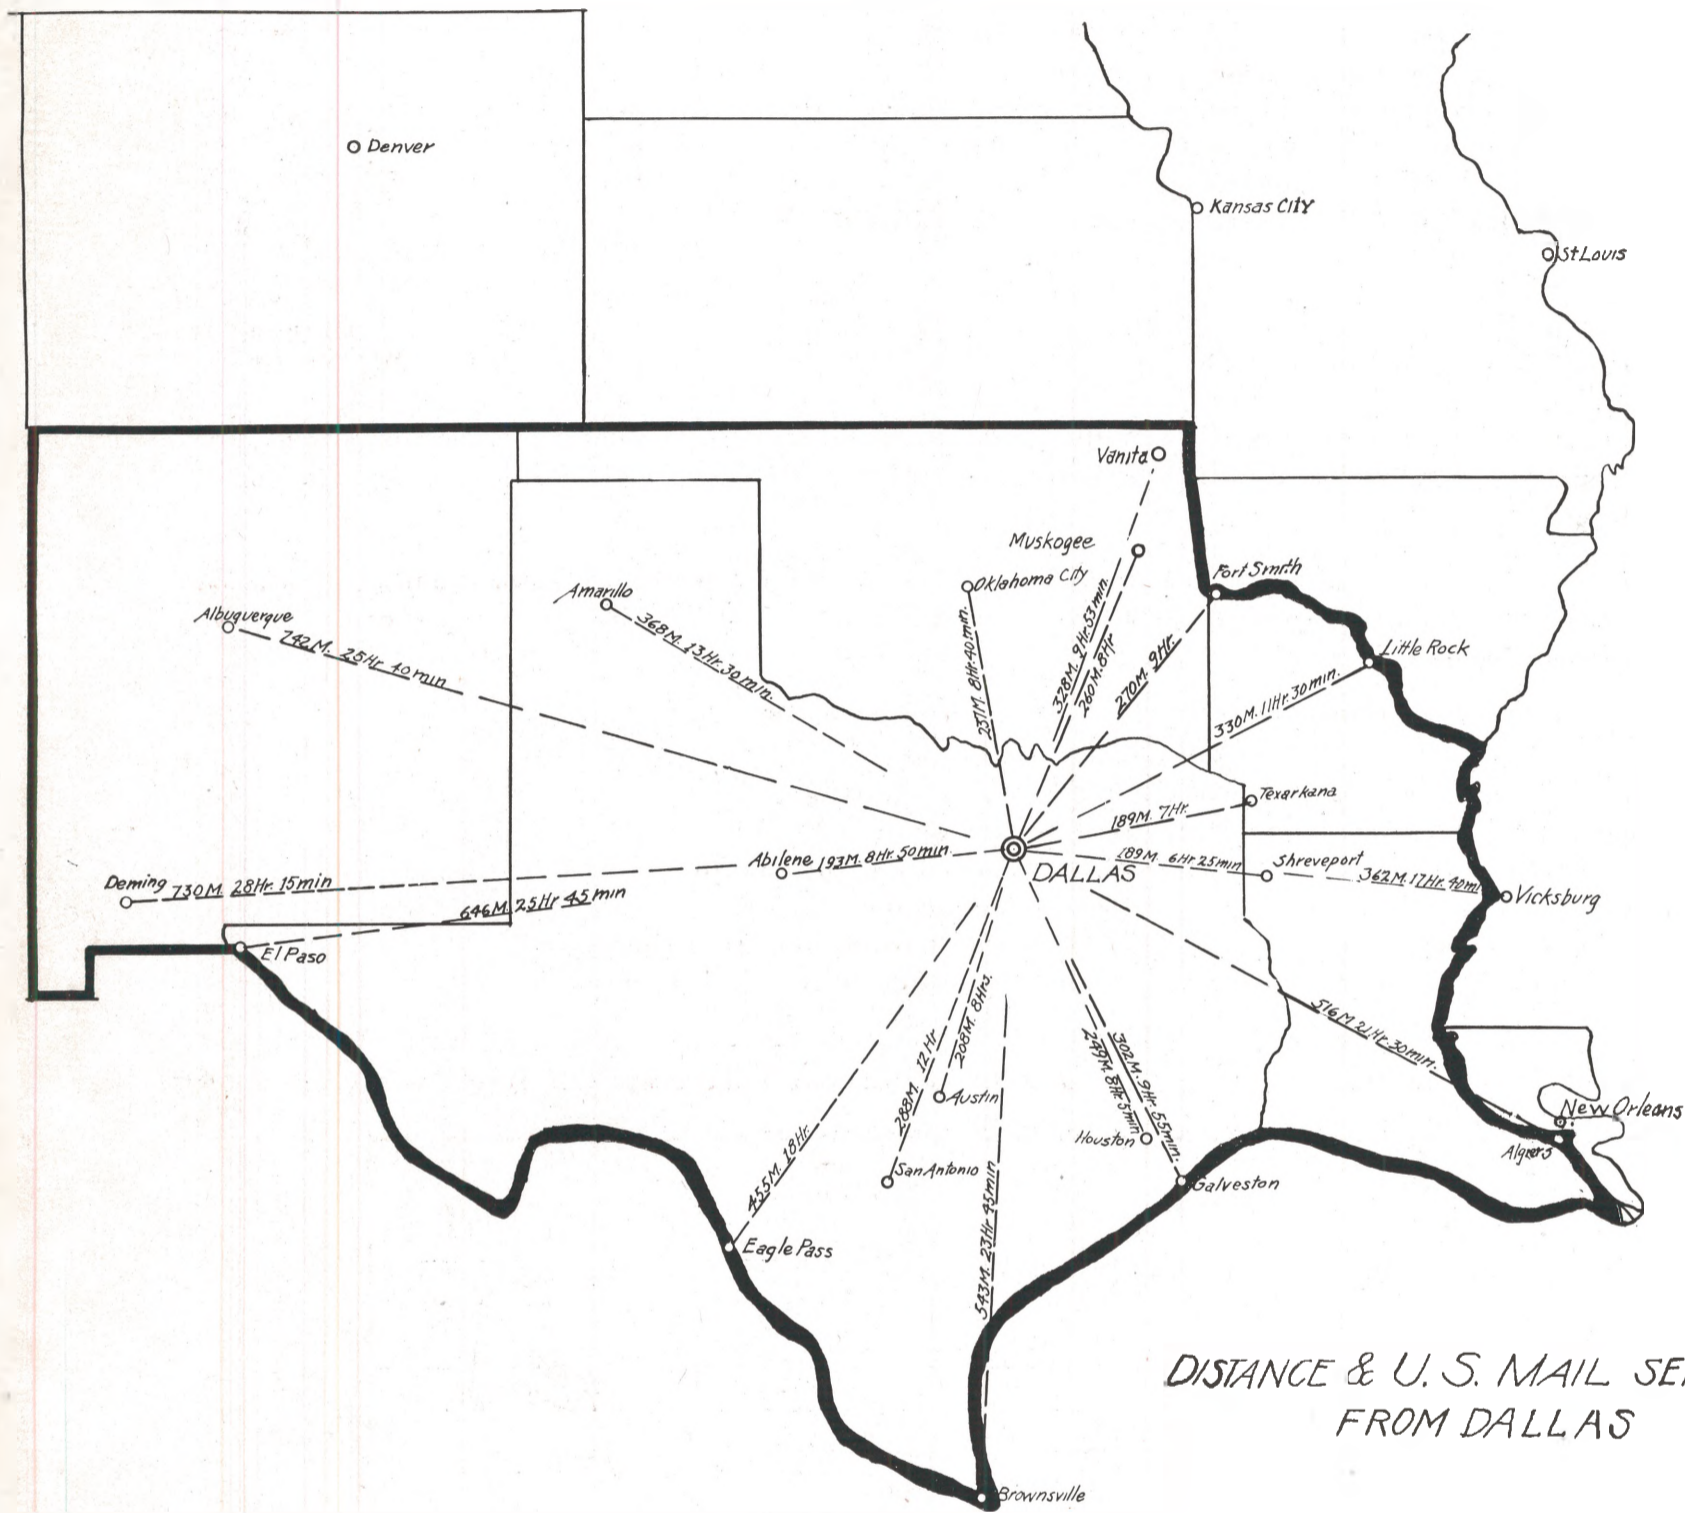 Denver
Kansas City
St Louis
Vanita
Muskogee
Oklahoma City
Fort Smith
Amarillo
Albuquerque
Little Rock
742M. 25Hr 40min
368M. 13Hr. 30min.
237M. 8Hr. 40min.
328M. 9Hr. 53min.
260M. 8Hr
270M. 9Hr.
330M. 11Hr. 30min.
Texarkana
189M. 7Hr.
Abilene 193M. 8Hr. 50min
189M. 6Hr 25min
Shreveport
362M. 17Hr. 40mi
DALLAS
Deming 730M. 28Hr. 15min
646M. 25Hr 45min
Vicksburg
El Paso
516M 21Hr. 30min.
288M. 12Hr
208M. 8Hrs.
302M. 9Hr. 55min.
249M. 8Hr. 5min
Austin
New Orleans
Houston
Algiers
455M. 18Hr.
San Antonio
Galveston
543M. 23Hr 45min
Eagle Pass
DISTANCE & U.S. MAIL SE
FROM DALLAS
Brownsville